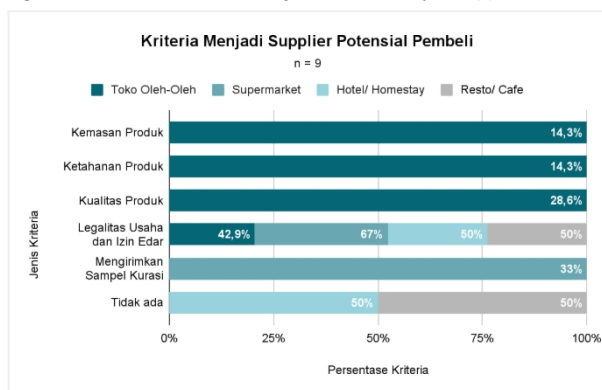 Kriteria Menjadi Supplier Potensial Pembeli
n = 9
Toko Oleh-Oleh Supermarket Hotel/ Homestay Resto/ Cafe
Jenis Kriteria
Kemasan Produk 14,3%
Ketahanan Produk 14,3%
Kualitas Produk 28,6%
Legalitas Usaha
dan Izin Edar 42,9% 67% 50% 50%
Mengirimkan
Sampel Kurasi 33%
Tidak ada 50% 50%
0% 25% 50% 75% 100%
Persentase Kriteria